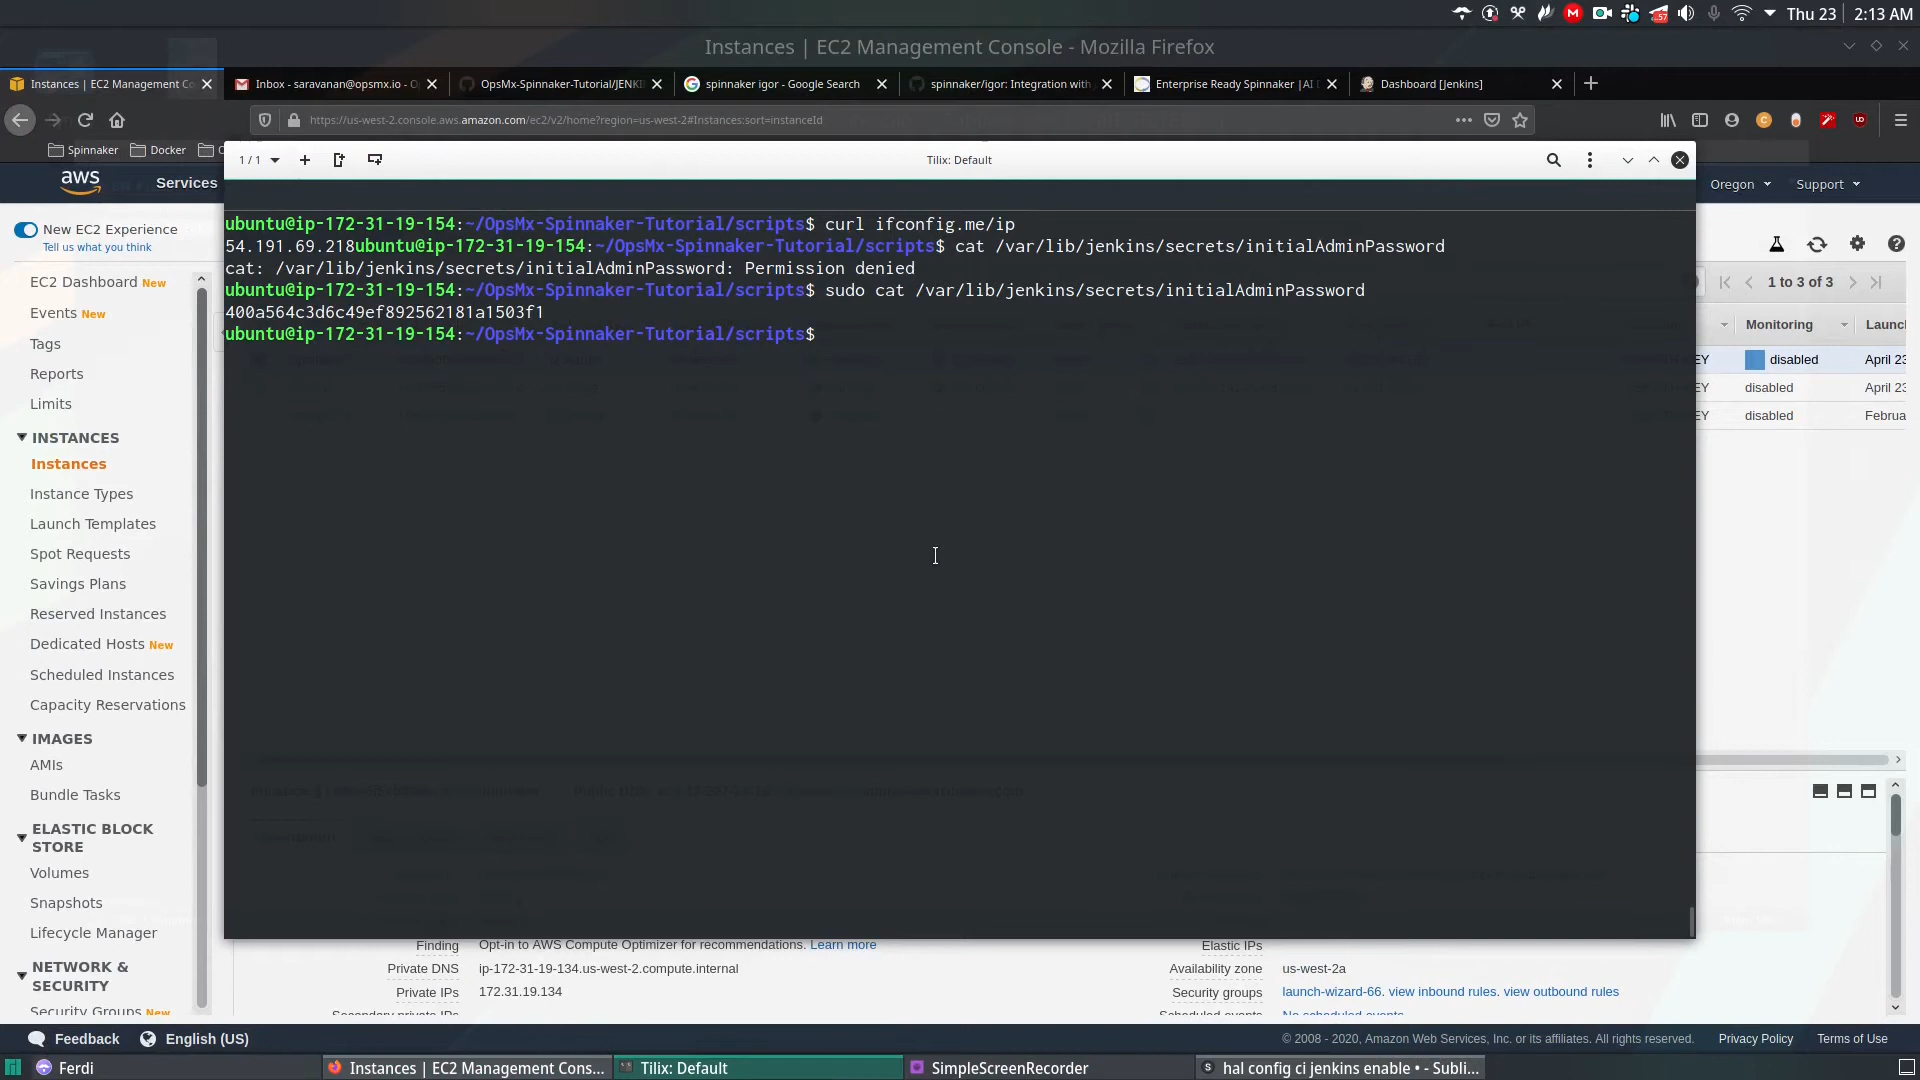 Thu 23
2:13 AM
Instances | EC2 Management Console - Mozilla Firefox
Instances | EC2 Management Co
Inbox - saravanan@opsmx.io - O
OpsMx-Spinnaker-Tutorial/JENKI
spinnaker igor - Google Search
spinnaker/igor: Integration with
Enterprise Ready Spinnaker |AI D
Dashboard [Jenkins]
https://us-west-2.console.aws.amazon.com/ec2/v2/home?region=us-west-2#Instances:sort=instanceId
Spinnaker
Docker
1 / 1
Tilix: Default
aws
Services
Oregon
Support
ubuntu@ip-172-31-19-154:~/OpsMx-Spinnaker-Tutorial/scripts$ curl ifconfig.me/ip
54.191.69.218ubuntu@ip-172-31-19-154:~/OpsMx-Spinnaker-Tutorial/scripts$ cat /var/lib/jenkins/secrets/initialAdminPassword
cat: /var/lib/jenkins/secrets/initialAdminPassword: Permission denied
ubuntu@ip-172-31-19-154:~/OpsMx-Spinnaker-Tutorial/scripts$ sudo cat /var/lib/jenkins/secrets/initialAdminPassword
400a564c3d6c49ef892562181a1503f1
ubuntu@ip-172-31-19-154:~/OpsMx-Spinnaker-Tutorial/scripts$
New EC2 Experience
Tell us what you think
EC2 Dashboard New
Events New
Tags
Reports
Limits
INSTANCES
Instances
Instance Types
Launch Templates
Spot Requests
Savings Plans
Reserved Instances
Dedicated Hosts New
Scheduled Instances
Capacity Reservations
IMAGES
AMIs
Bundle Tasks
ELASTIC BLOCK
STORE
Volumes
Snapshots
Lifecycle Manager
NETWORK &
SECURITY
Security Groups New
1 to 3 of 3
Monitoring
Launc
EY
disabled
April 23
disabled
April 23
EY
disabled
Februa
Finding
Opt-in to AWS Compute Optimizer for recommendations. Learn more
Elastic IPs
Private DNS
ip-172-31-19-134.us-west-2.compute.internal
Availability zone
us-west-2a
Private IPs
172.31.19.134
Security groups
launch-wizard-66. view inbound rules. view outbound rules
Secondary private IPs
Scheduled events
No scheduled events
Feedback
English (US)
© 2008 - 2020, Amazon Web Services, Inc. or its affiliates. All rights reserved.
Privacy Policy
Terms of Use
Ferdi
Instances | EC2 Management Cons...
Tilix: Default
SimpleScreenRecorder
hal config ci jenkins enable • - Subli...